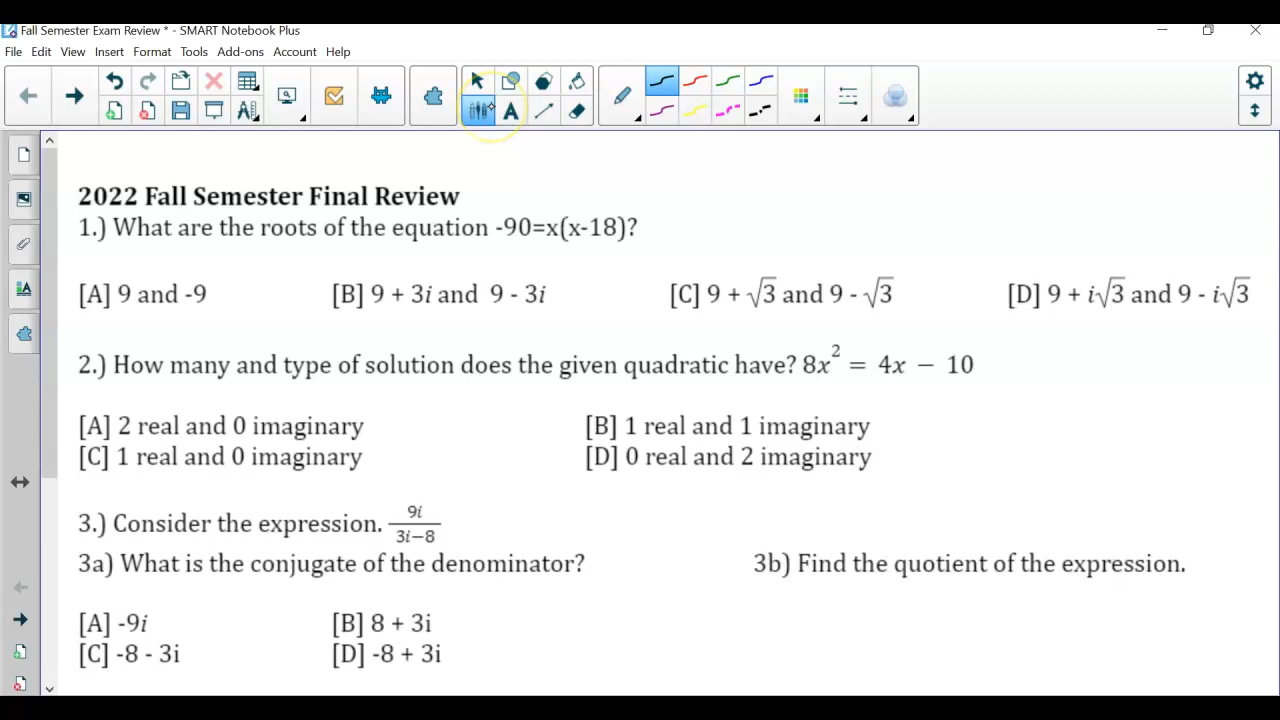 Fall Semester Exam Review * - SMART Notebook Plus
File Edit View Insert Format Tools Add-ons Account Help
2022 Fall Semester Final Review
1.) What are the roots of the equation -90=x(x-18)?
[A] 9 and -9 [B] 9 + 3i and 9 - 3i [C] 9 + √3 and 9 - √3 [D] 9 + i√3 and 9 - i√3
2.) How many and type of solution does the given quadratic have? 8x² = 4x − 10
[A] 2 real and 0 imaginary [B] 1 real and 1 imaginary
[C] 1 real and 0 imaginary [D] 0 real and 2 imaginary
3.) Consider the expression. 9i/(3i−8)
3a) What is the conjugate of the denominator? 3b) Find the quotient of the expression.
[A] -9i [B] 8 + 3i
[C] -8 - 3i [D] -8 + 3i